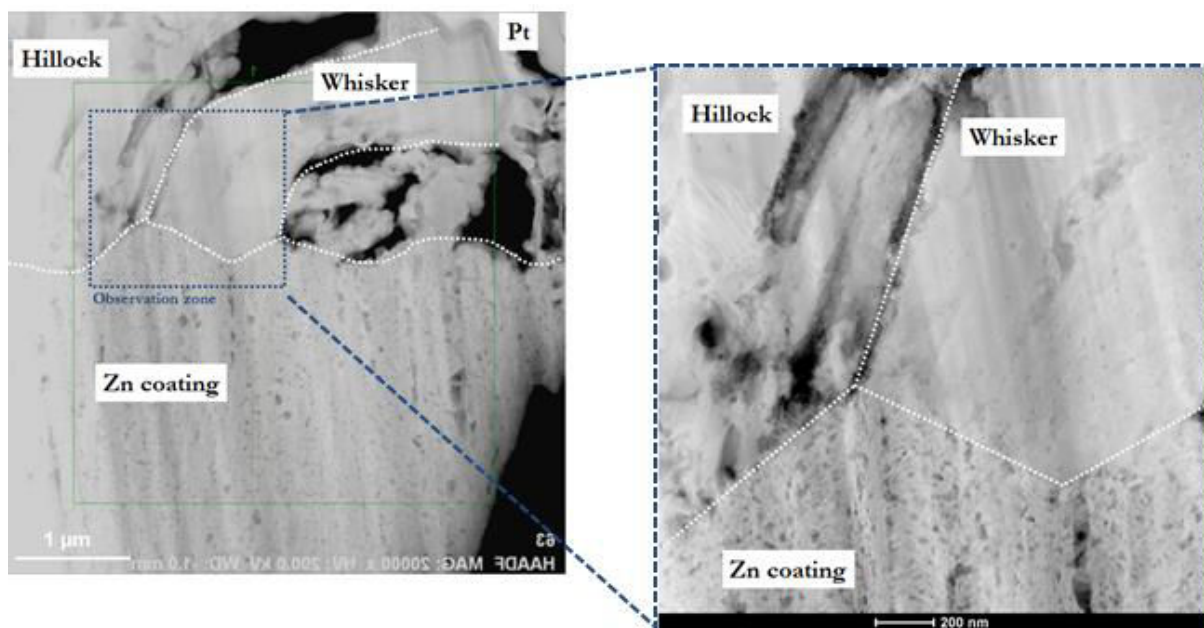 Hillock
Pt
Whisker
Observation zone
Zn coating
1 µm
63
HAADF MAG: 20000 x HV: 200.0 kV WD: -1.0 mm
Hillock
Whisker
Zn coating
200 nm